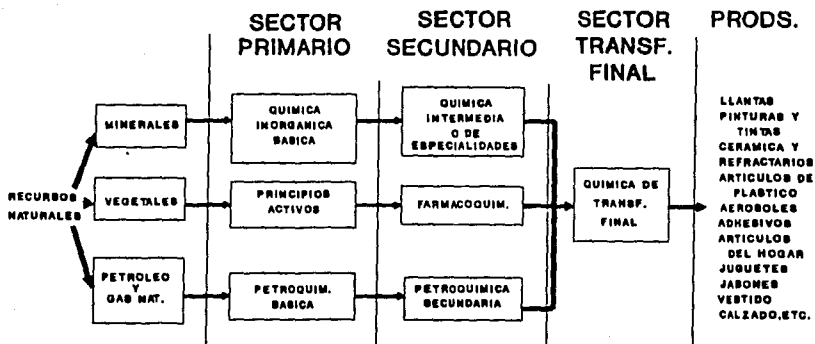 SECTOR
PRIMARIO
SECTOR
SECUNDARIO
SECTOR
TRANSF.
FINAL
PRODS.
RECURSOS
NATURALES
MINERALES
QUIMICA
INORGANICA
BASICA
QUIMICA
INTERMEDIA
O DE
ESPECIALIDADES
VEGETALES
PRINCIPIOS
ACTIVOS
FARMACOQUIM.
PETROLEO
Y
GAS NAT.
PETROQUIM.
BASICA
PETROQUIMICA
SECUNDARIA
QUIMICA DE
TRANSF.
FINAL
LLANTAS
PINTURAS Y
TINTAS
CERAMICA Y
REFRACTARIOS
ARTICULOS DE
PLASTICO
AEROSOLES
ADHESIVOS
ARTICULOS
DEL HOGAR
JUGUETES
JABONES
VESTIDO
CALZADO,ETC.